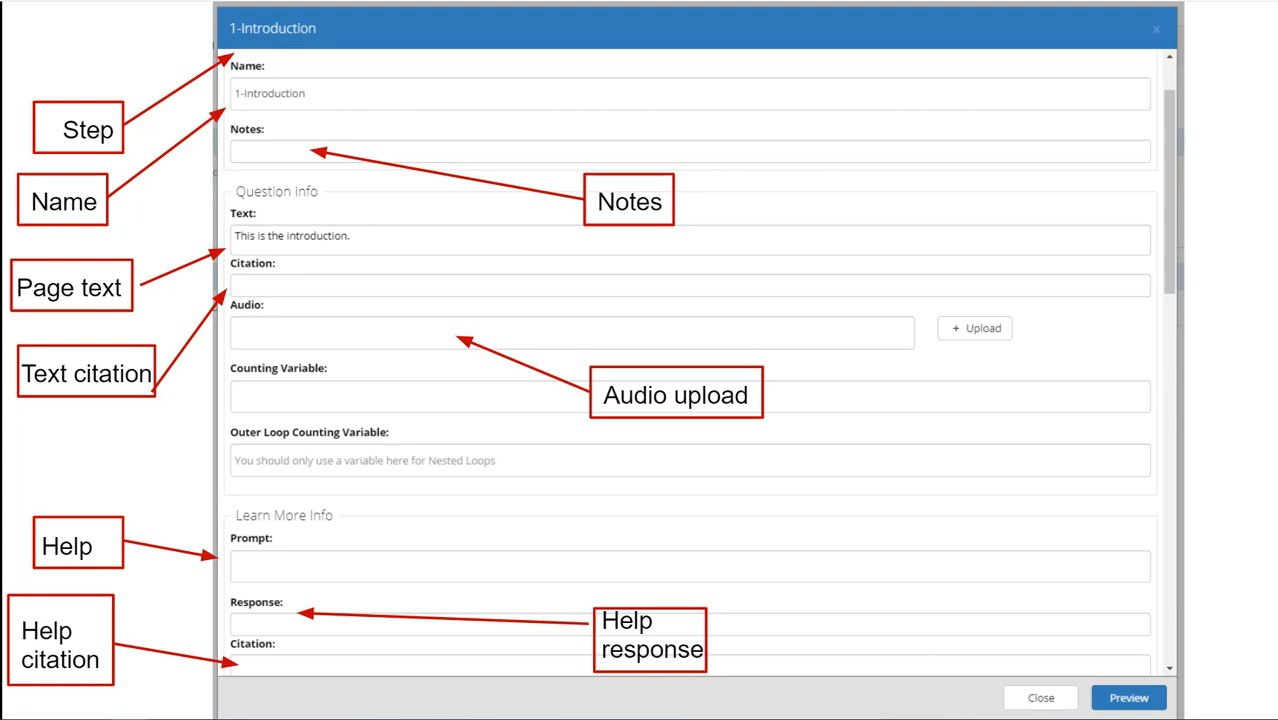 1-Introduction x
Name:
1-Introduction
Step
Notes:
Name
Notes
Question Info
Text:
This is the introduction.
Page text
Citation:
Audio:
+ Upload
Text citation
Counting Variable:
Audio upload
Outer Loop Counting Variable:
You should only use a variable here for Nested Loops
Learn More Info
Prompt:
Help
Response:
Help
response
Help
citation
Citation:
Close
Preview